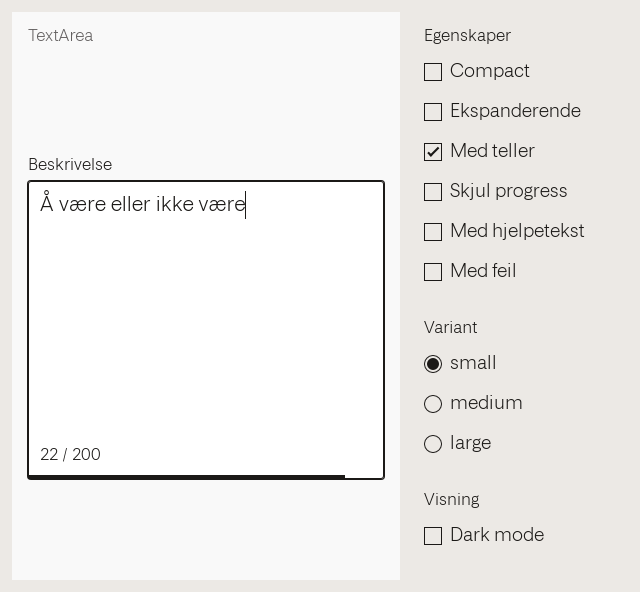 TextArea
Beskrivelse
Å være eller ikke være
22 / 200
Egenskaper
Compact
Ekspanderende
Med teller
Skjul progress
Med hjelpetekst
Med feil
Variant
small
medium
large
Visning
Dark mode